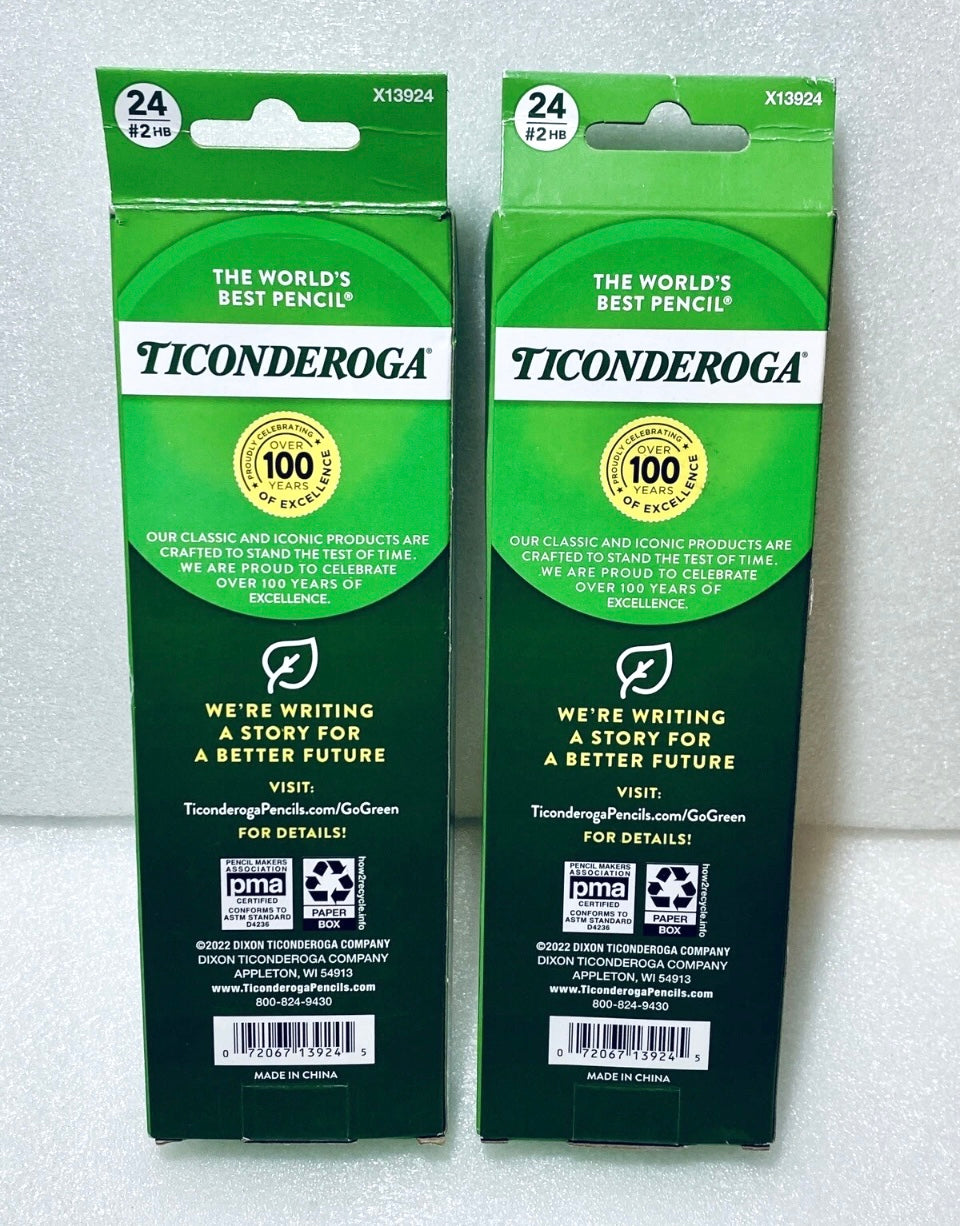 24
#2 HB
X13924
THE WORLD'S
BEST PENCIL®
TICONDEROGA®
PROUDLY CELEBRATING
OVER
100
YEARS
OF EXCELLENCE
OUR CLASSIC AND ICONIC PRODUCTS ARE
CRAFTED TO STAND THE TEST OF TIME.
WE ARE PROUD TO CELEBRATE
OVER 100 YEARS OF
EXCELLENCE.
WE'RE WRITING
A STORY FOR
A BETTER FUTURE
VISIT:
TiconderogaPencils.com/GoGreen
FOR DETAILS!
PENCIL MAKERS
ASSOCIATION
pma
CERTIFIED
CONFORMS TO
ASTM STANDARD
D4236
PAPER
BOX
how2recycle.info
©2022 DIXON TICONDEROGA COMPANY
DIXON TICONDEROGA COMPANY
APPLETON, WI 54913
www.TiconderogaPencils.com
800-824-9430
0 72067 13924 5
MADE IN CHINA
24
#2 HB
X13924
THE WORLD'S
BEST PENCIL®
TICONDEROGA®
PROUDLY CELEBRATING
OVER
100
YEARS
OF EXCELLENCE
OUR CLASSIC AND ICONIC PRODUCTS ARE
CRAFTED TO STAND THE TEST OF TIME.
WE ARE PROUD TO CELEBRATE
OVER 100 YEARS OF
EXCELLENCE.
WE'RE WRITING
A STORY FOR
A BETTER FUTURE
VISIT:
TiconderogaPencils.com/GoGreen
FOR DETAILS!
PENCIL MAKERS
ASSOCIATION
pma
CERTIFIED
CONFORMS TO
ASTM STANDARD
D4236
PAPER
BOX
how2recycle.info
©2022 DIXON TICONDEROGA COMPANY
DIXON TICONDEROGA COMPANY
APPLETON, WI 54913
www.TiconderogaPencils.com
800-824-9430
0 72067 13924 5
MADE IN CHINA